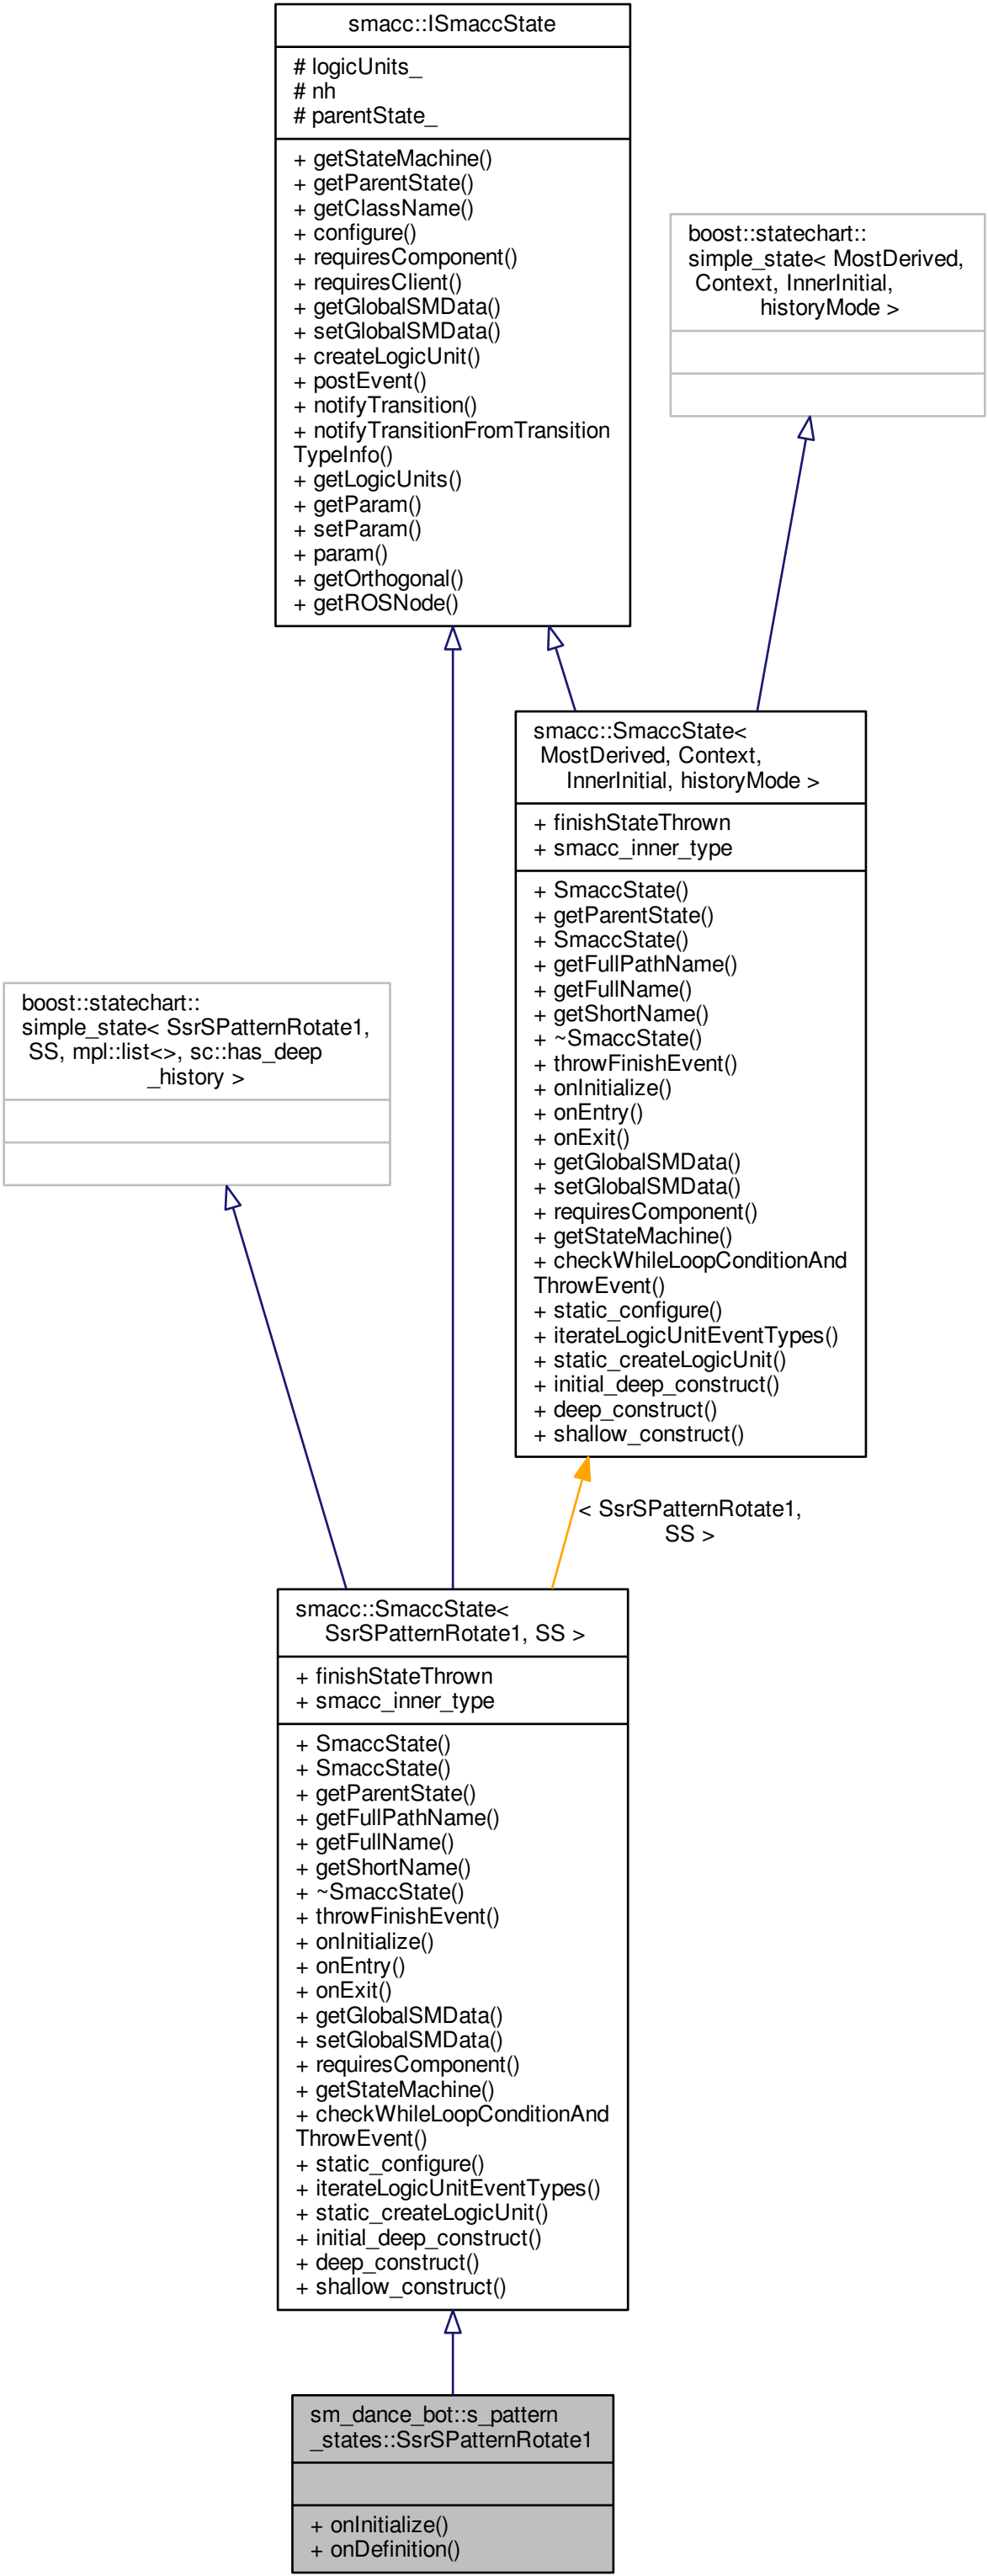 smacc::ISmaccState
# logicUnits_
# nh
# parentState_
+ getStateMachine()
+ getParentState()
+ getClassName()
+ configure()
+ requiresComponent()
+ requiresClient()
+ getGlobalSMData()
+ setGlobalSMData()
+ createLogicUnit()
+ postEvent()
+ notifyTransition()
+ notifyTransitionFromTransition
TypeInfo()
+ getLogicUnits()
+ getParam()
+ setParam()
+ param()
+ getOrthogonal()
+ getROSNode()
boost::statechart::
simple_state< MostDerived,
Context, InnerInitial,
historyMode >
smacc::SmaccState<
MostDerived, Context,
InnerInitial, historyMode >
+ finishStateThrown
+ smacc_inner_type
+ SmaccState()
+ getParentState()
+ SmaccState()
+ getFullPathName()
+ getFullName()
+ getShortName()
+ ~SmaccState()
+ throwFinishEvent()
+ onInitialize()
+ onEntry()
+ onExit()
+ getGlobalSMData()
+ setGlobalSMData()
+ requiresComponent()
+ getStateMachine()
+ checkWhileLoopConditionAnd
ThrowEvent()
+ static_configure()
+ iterateLogicUnitEventTypes()
+ static_createLogicUnit()
+ initial_deep_construct()
+ deep_construct()
+ shallow_construct()
boost::statechart::
simple_state< SsrSPatternRotate1,
SS, mpl::list<>, sc::has_deep
_history >
< SsrSPatternRotate1,
SS >
smacc::SmaccState<
SsrSPatternRotate1, SS >
+ finishStateThrown
+ smacc_inner_type
+ SmaccState()
+ SmaccState()
+ getParentState()
+ getFullPathName()
+ getFullName()
+ getShortName()
+ ~SmaccState()
+ throwFinishEvent()
+ onInitialize()
+ onEntry()
+ onExit()
+ getGlobalSMData()
+ setGlobalSMData()
+ requiresComponent()
+ getStateMachine()
+ checkWhileLoopConditionAnd
ThrowEvent()
+ static_configure()
+ iterateLogicUnitEventTypes()
+ static_createLogicUnit()
+ initial_deep_construct()
+ deep_construct()
+ shallow_construct()
sm_dance_bot::s_pattern
_states::SsrSPatternRotate1
+ onInitialize()
+ onDefinition()